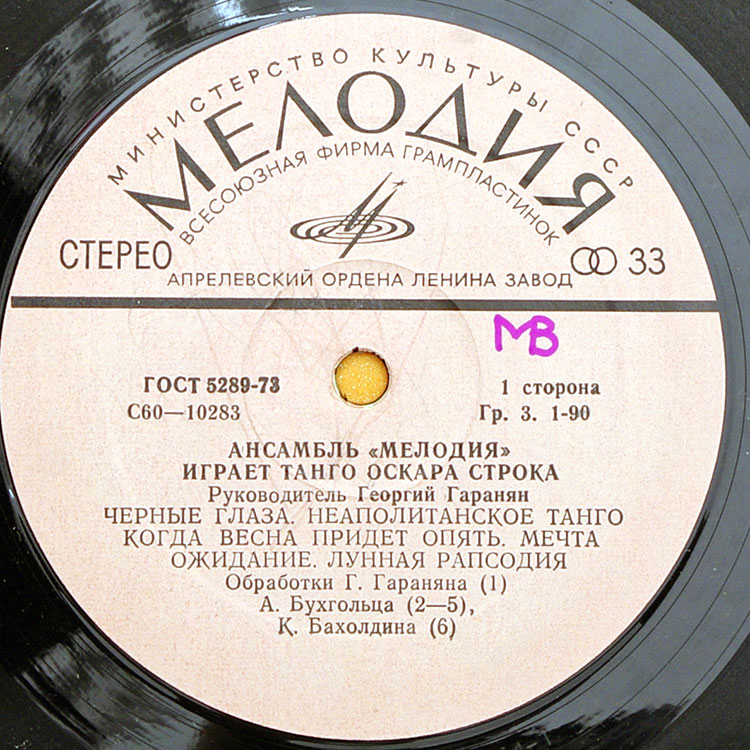 МИНИСТЕРСТВО КУЛЬТУРЫ СССР
МЕЛОДИЯ
ВСЕСОЮЗНАЯ ФИРМА ГРАМПЛАСТИНОК
СТЕРЕО 33
АПРЕЛЕВСКИЙ ОРДЕНА ЛЕНИНА ЗАВОД
МВ
ГОСТ 5289-73 1 сторона
С60—10283 Гр. 3. 1-90
АНСАМБЛЬ «МЕЛОДИЯ»
ИГРАЕТ ТАНГО ОСКАРА СТРОКА
Руководитель Георгий Гаранян
ЧЕРНЫЕ ГЛАЗА. НЕАПОЛИТАНСКОЕ ТАНГО
КОГДА ВЕСНА ПРИДЕТ ОПЯТЬ. МЕЧТА
ОЖИДАНИЕ. ЛУННАЯ РАПСОДИЯ
Обработки Г. Гараняна (1)
А. Бухгольца (2—5),
К. Бахолдина (6)